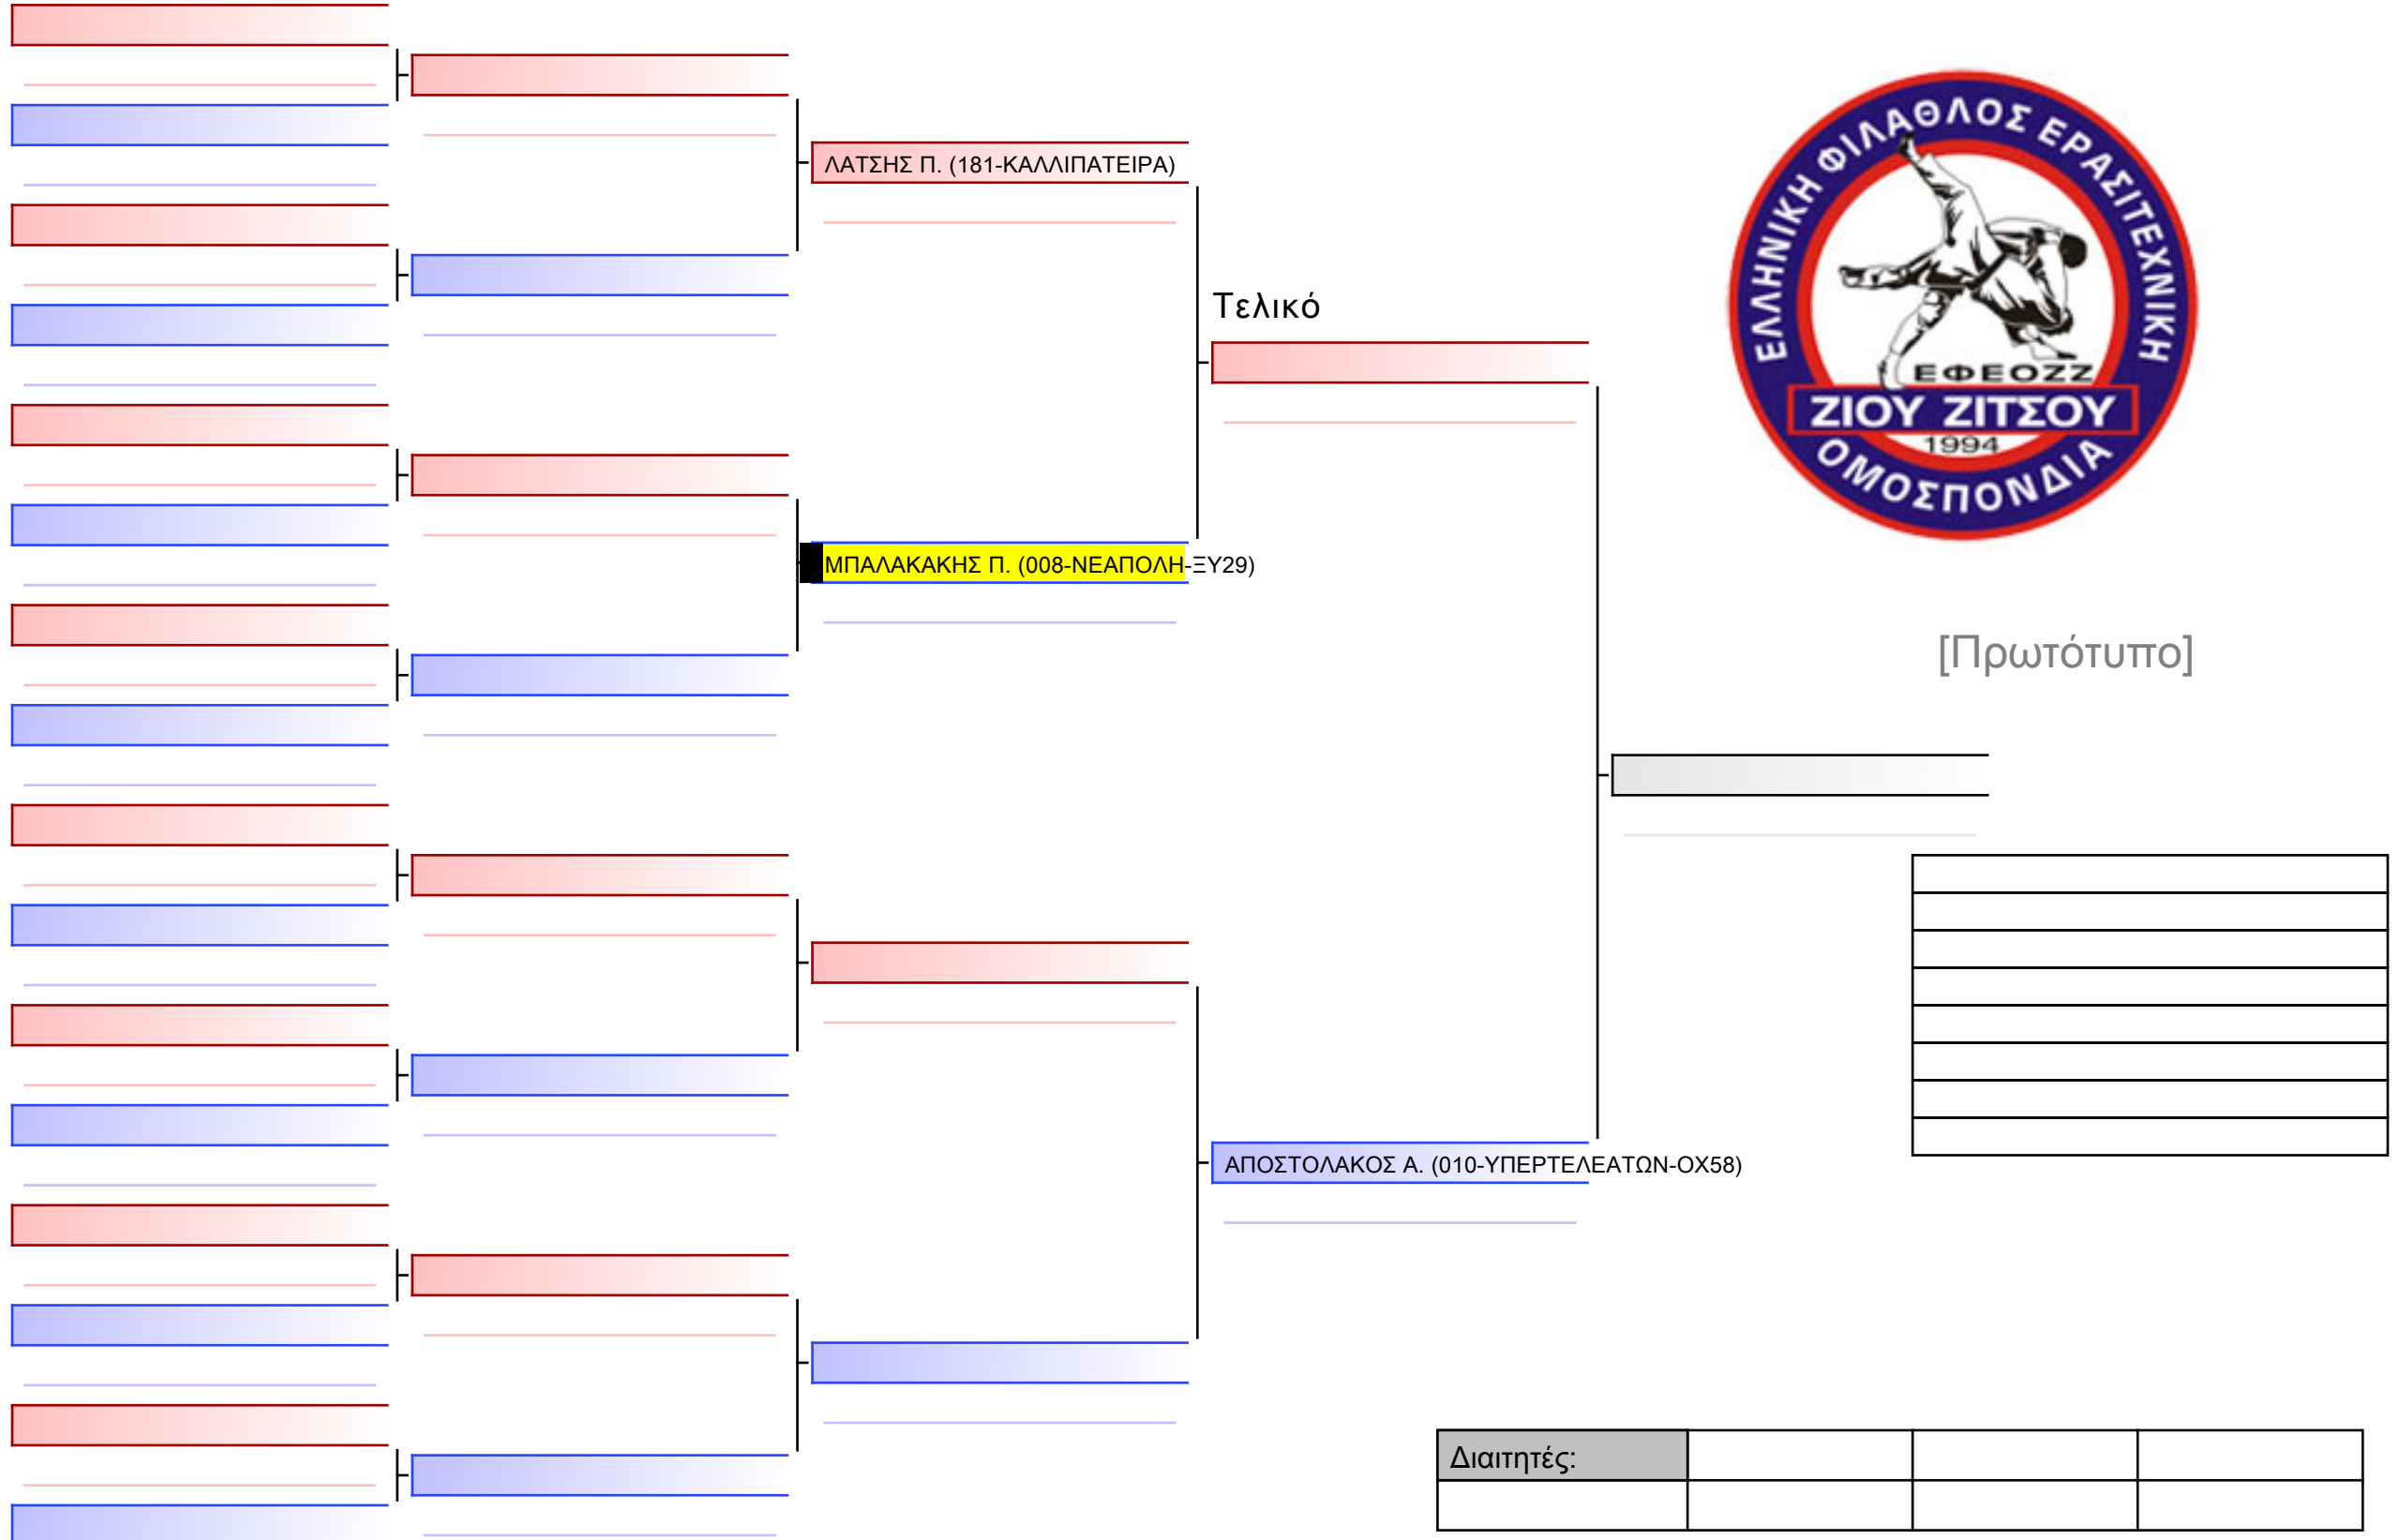 ΛΑΤΣΗΣ Π. (181-ΚΑΛΛΙΠΑΤΕΙΡΑ)
Τελικό
ΜΠΑΛΑΚΑΚΗΣ Π. (008-ΝΕΑΠΟΛΗ-ΞΥ29)
ΑΠΟΣΤΟΛΑΚΟΣ Α. (010-ΥΠΕΡΤΕΛΕΑΤΩΝ-ΟΧ58)
ΕΛΛΗΝΙΚΗ ΦΙΛΑΘΛΟΣ ΕΡΑΣΙΤΕΧΝΙΚΗ
ΕΦΕΟΖΖ
ΖΙΟΥ ΖΙΤΣΟΥ
1994
ΟΜΟΣΠΟΝΔΙΑ
[Πρωτότυπο]
Διαιτητές: